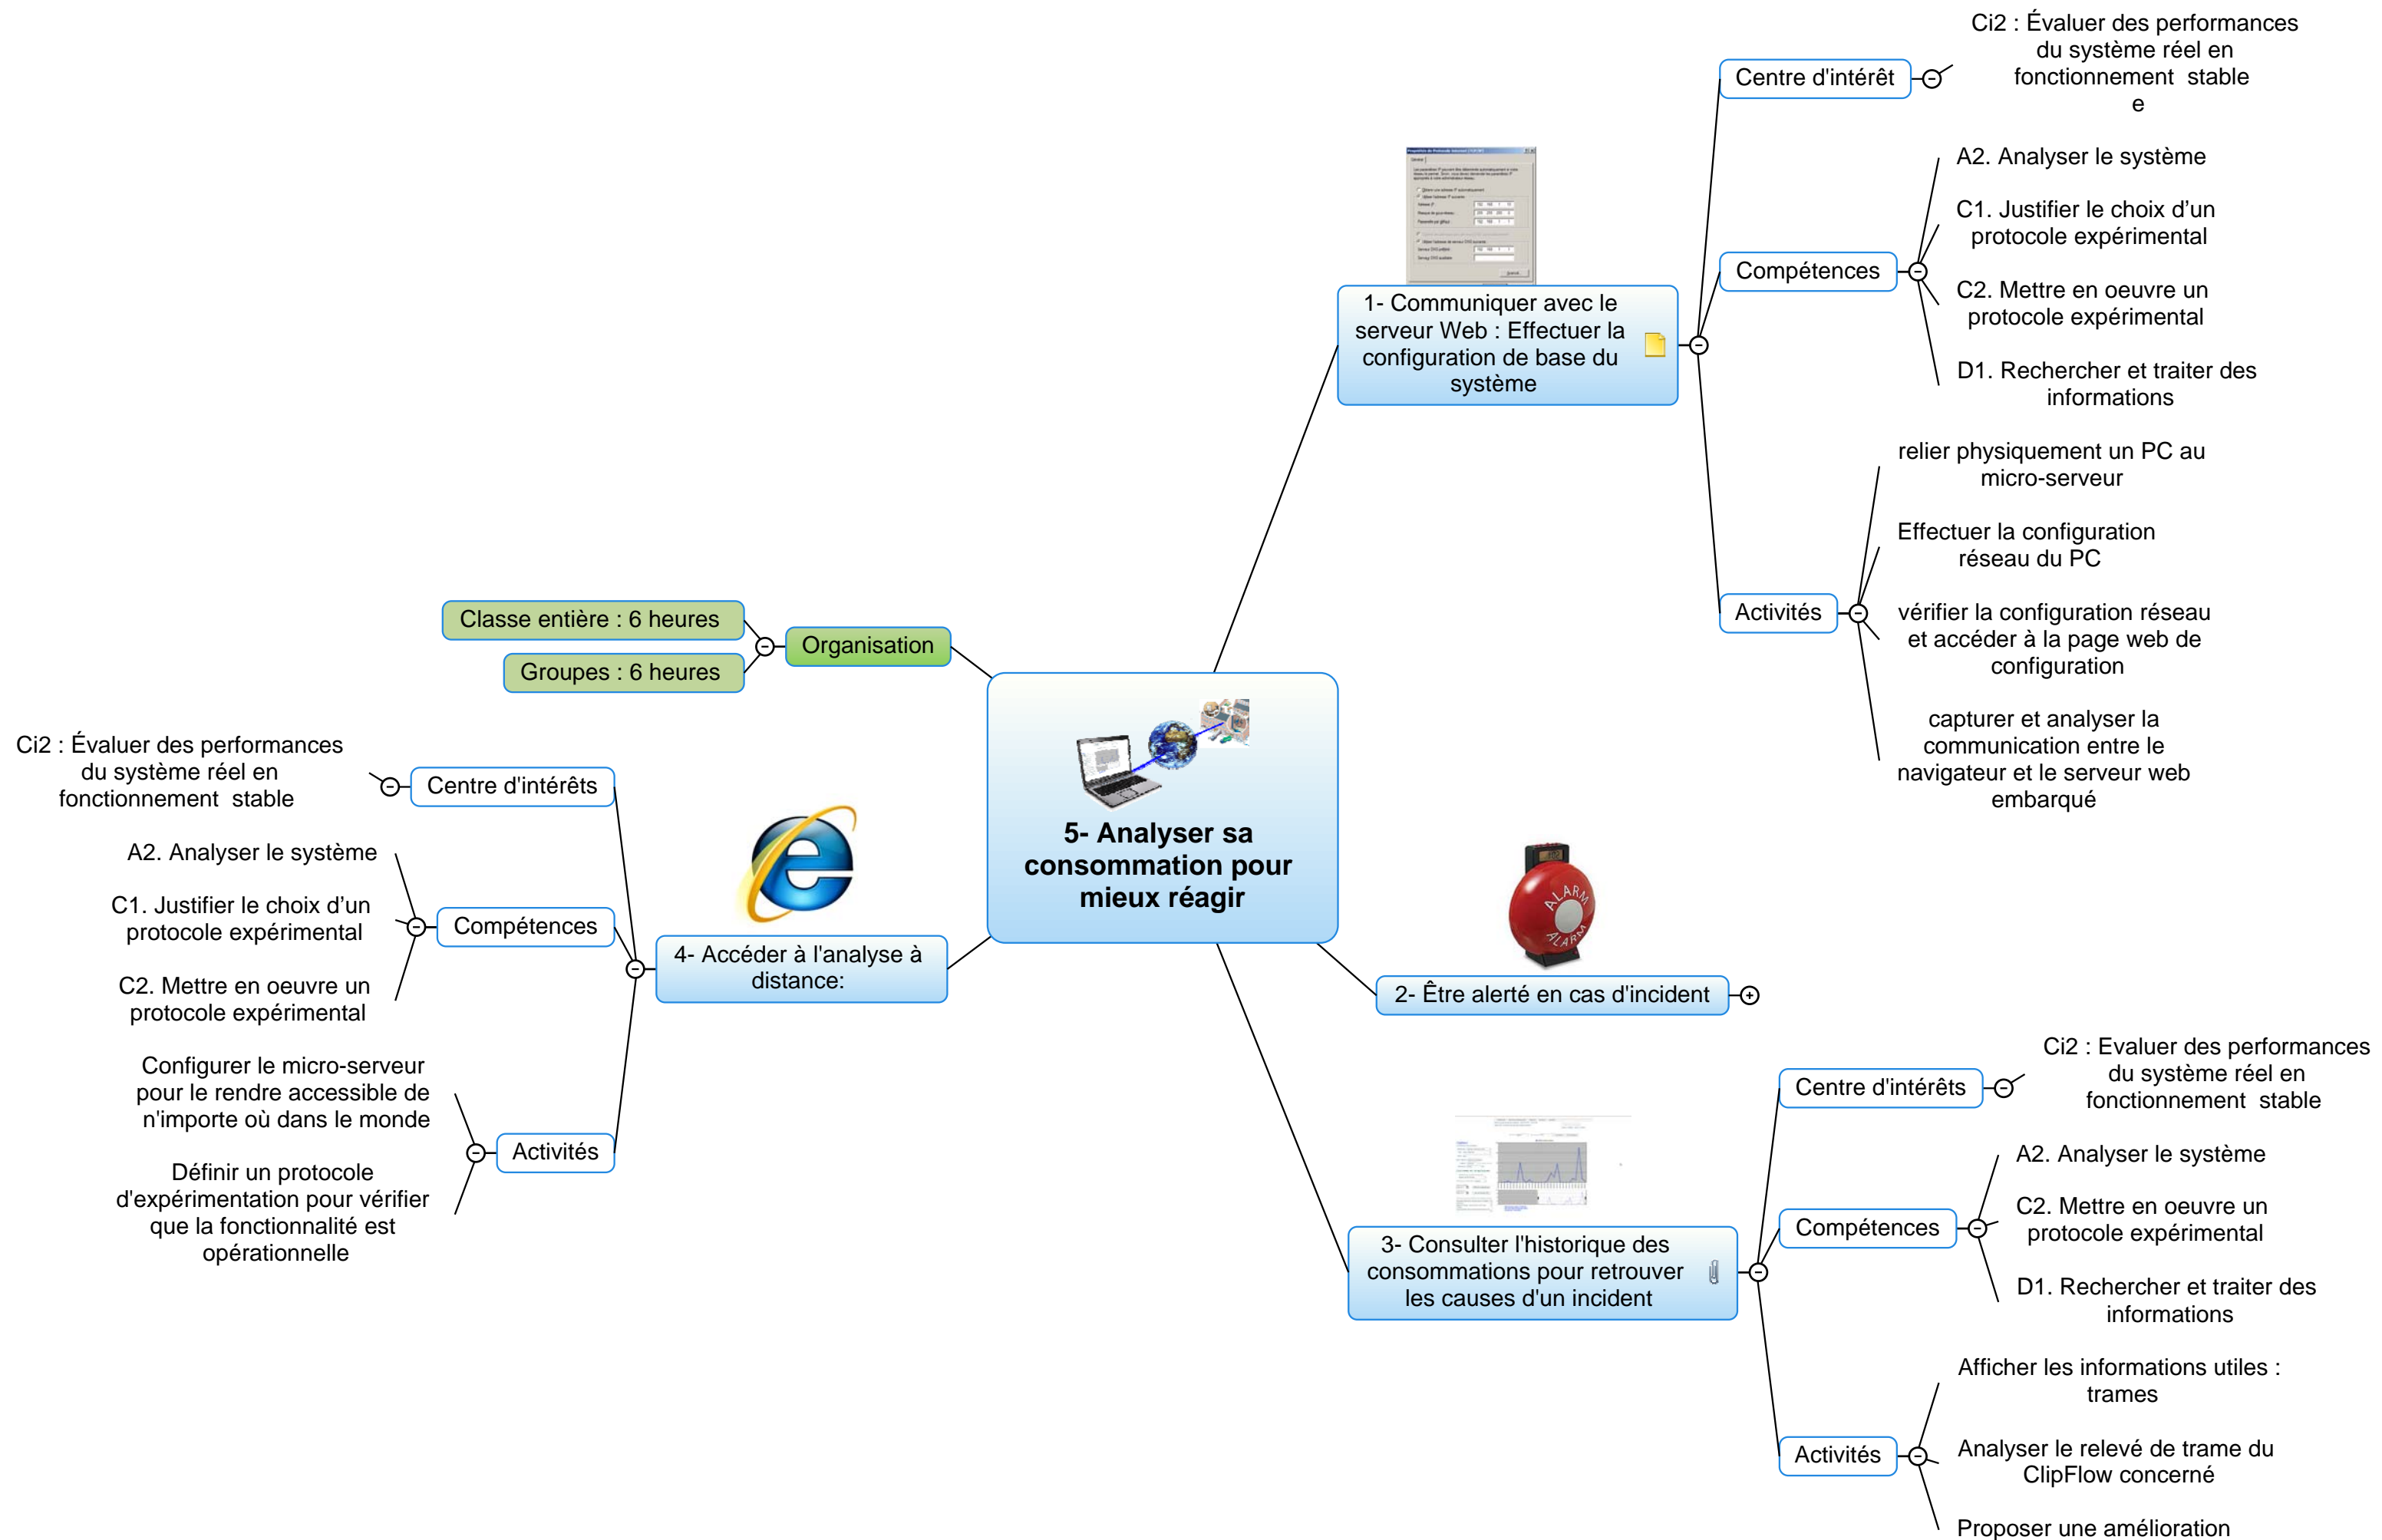 Ci2 : Évaluer des performances
du système réel en
fonctionnement  stable
e
Centre d'intérêt
A2. Analyser le système
C1. Justifier le choix d’un
protocole expérimental
Compétences
C2. Mettre en oeuvre un
protocole expérimental
D1. Rechercher et traiter des
informations
1- Communiquer avec le
serveur Web : Effectuer la
configuration de base du
système
relier physiquement un PC au
micro-serveur
Effectuer la configuration
réseau du PC
Activités
vérifier la configuration réseau
et accéder à la page web de
configuration
capturer et analyser la
communication entre le
navigateur et le serveur web
embarqué
Classe entière : 6 heures
Groupes : 6 heures
Organisation
5- Analyser sa
consommation pour
mieux réagir
ALARM
ALARM
2- Être alerté en cas d'incident
Ci2 : Évaluer des performances
du système réel en
fonctionnement  stable
Centre d'intérêts
A2. Analyser le système
C1. Justifier le choix d’un
protocole expérimental
Compétences
C2. Mettre en oeuvre un
protocole expérimental
4- Accéder à l'analyse à
distance:
Configurer le micro-serveur
pour le rendre accessible de
n'importe où dans le monde
Activités
Définir un protocole
d'expérimentation pour vérifier
que la fonctionnalité est
opérationnelle
Ci2 : Evaluer des performances
du système réel en
fonctionnement  stable
Centre d'intérêts
A2. Analyser le système
C2. Mettre en oeuvre un
protocole expérimental
Compétences
D1. Rechercher et traiter des
informations
3- Consulter l'historique des
consommations pour retrouver
les causes d'un incident
Afficher les informations utiles :
trames
Activités
Analyser le relevé de trame du
ClipFlow concerné
Proposer une amélioration